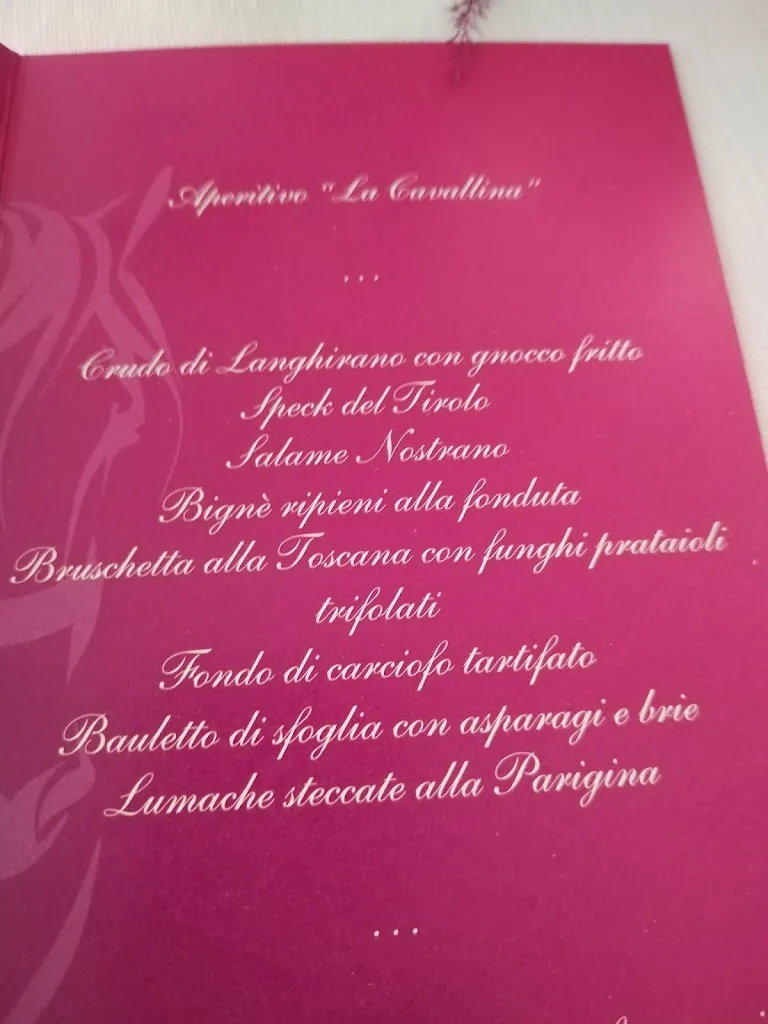 Aperitivo "La Cavallina"
...
Crudo di Langhirano con gnocco fritto
Speck del Tirolo
Salame Nostrano
Bignè ripieni alla fonduta
Bruschetta alla Toscana con funghi prataioli
trifolati
Fondo di carciofo tartifato
Bauletto di sfoglia con asparagi e brie
Lumache steccate alla Parigina
...